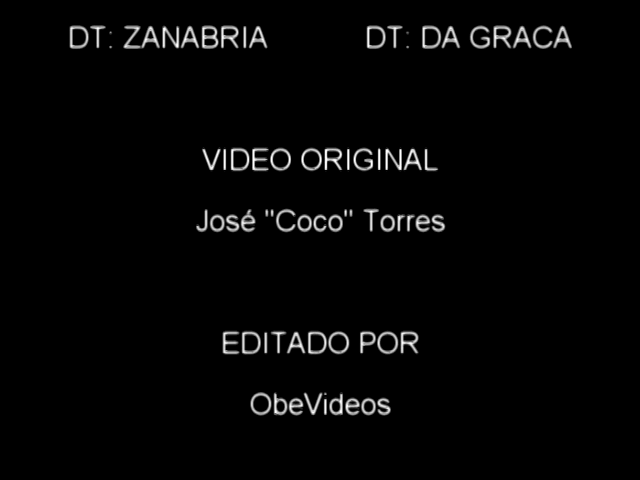 DT: ZANABRIA DT: DA GRACA
VIDEO ORIGINAL
José "Coco" Torres
EDITADO POR
ObeVideos